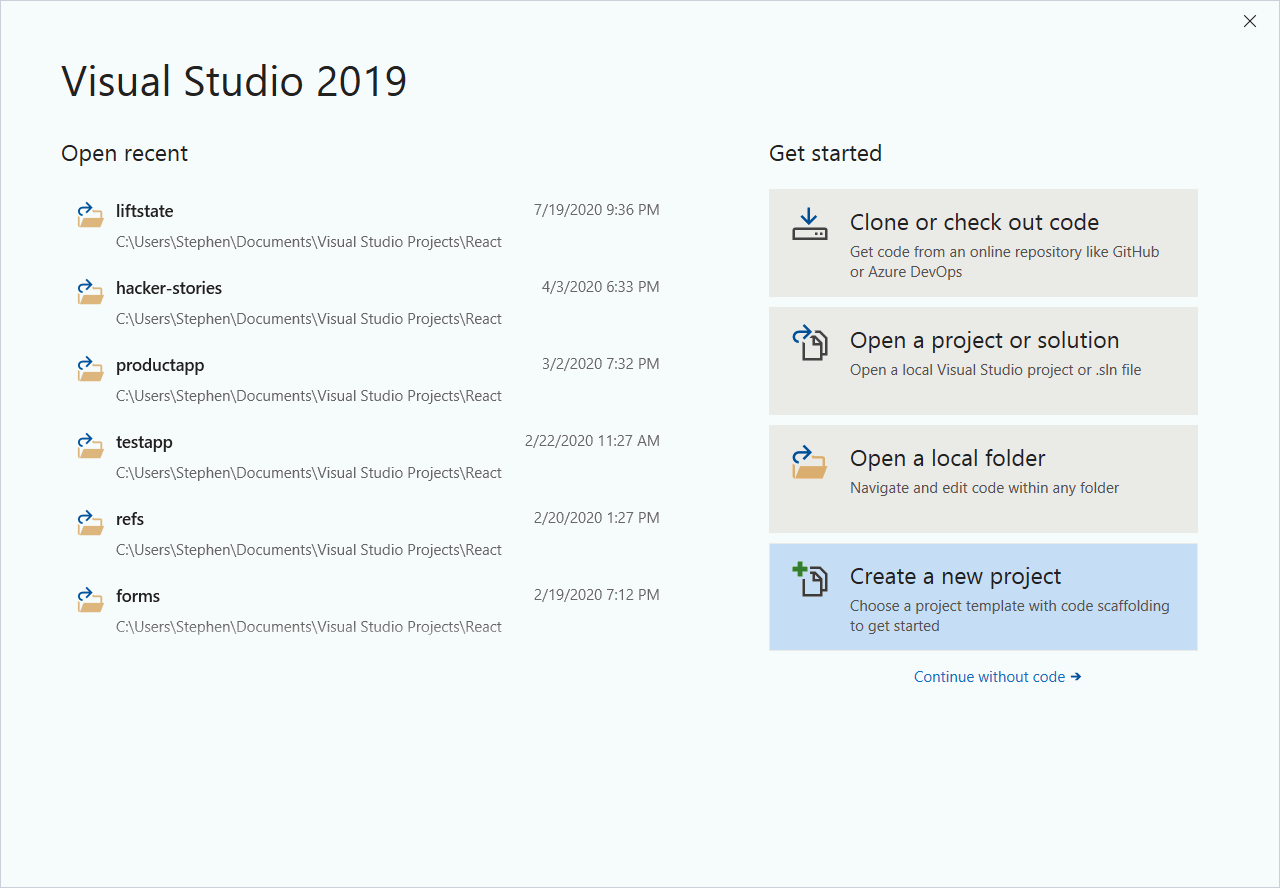 Visual Studio 2019
Open recent
liftstate 7/19/2020 9:36 PM
C:\Users\Stephen\Documents\Visual Studio Projects\React
hacker-stories 4/3/2020 6:33 PM
C:\Users\Stephen\Documents\Visual Studio Projects\React
productapp 3/2/2020 7:32 PM
C:\Users\Stephen\Documents\Visual Studio Projects\React
testapp 2/22/2020 11:27 AM
C:\Users\Stephen\Documents\Visual Studio Projects\React
refs 2/20/2020 1:27 PM
C:\Users\Stephen\Documents\Visual Studio Projects\React
forms 2/19/2020 7:12 PM
C:\Users\Stephen\Documents\Visual Studio Projects\React
Get started
Clone or check out code
Get code from an online repository like GitHub
or Azure DevOps
Open a project or solution
Open a local Visual Studio project or .sln file
Open a local folder
Navigate and edit code within any folder
Create a new project
Choose a project template with code scaffolding
to get started
Continue without code →